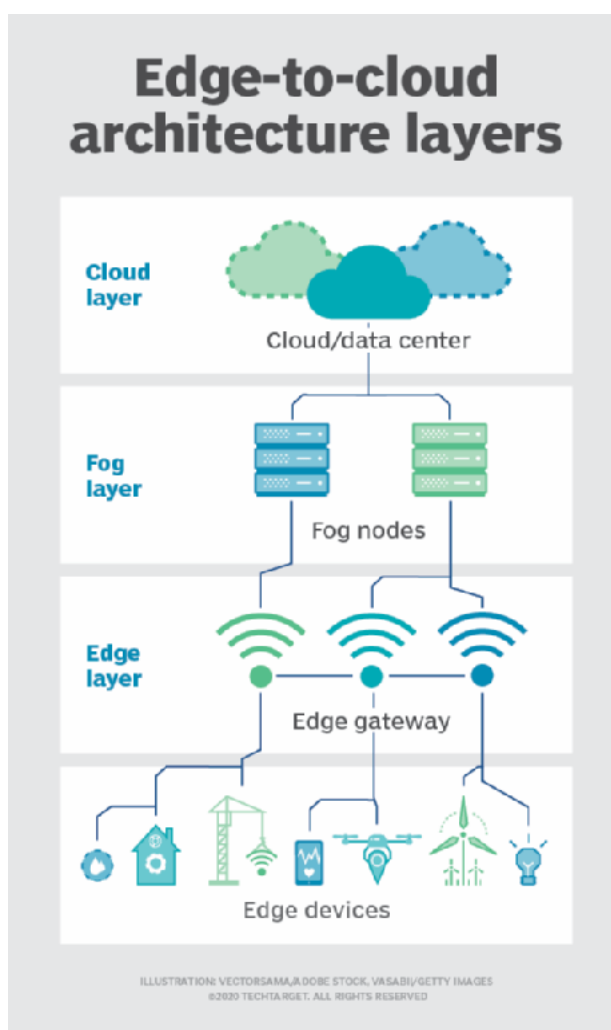 Edge-to-cloud
architecture layers
Cloud
layer
Cloud/data center
Fog
layer
Fog nodes
Edge
layer
Edge gateway
Edge devices
ILLUSTRATION: VECTORSAMA/ADOBE STOCK, VASABII/GETTY IMAGES
©2020 TECHTARGET. ALL RIGHTS RESERVED